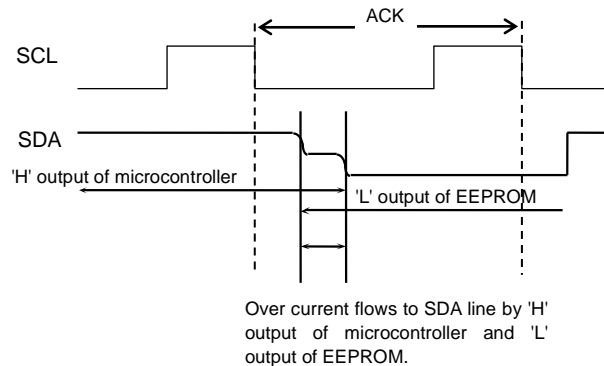 ACK
SCL
SDA
'H' output of microcontroller
'L' output of EEPROM
Over current flows to SDA line by 'H'
output of microcontroller and 'L'
output of EEPROM.